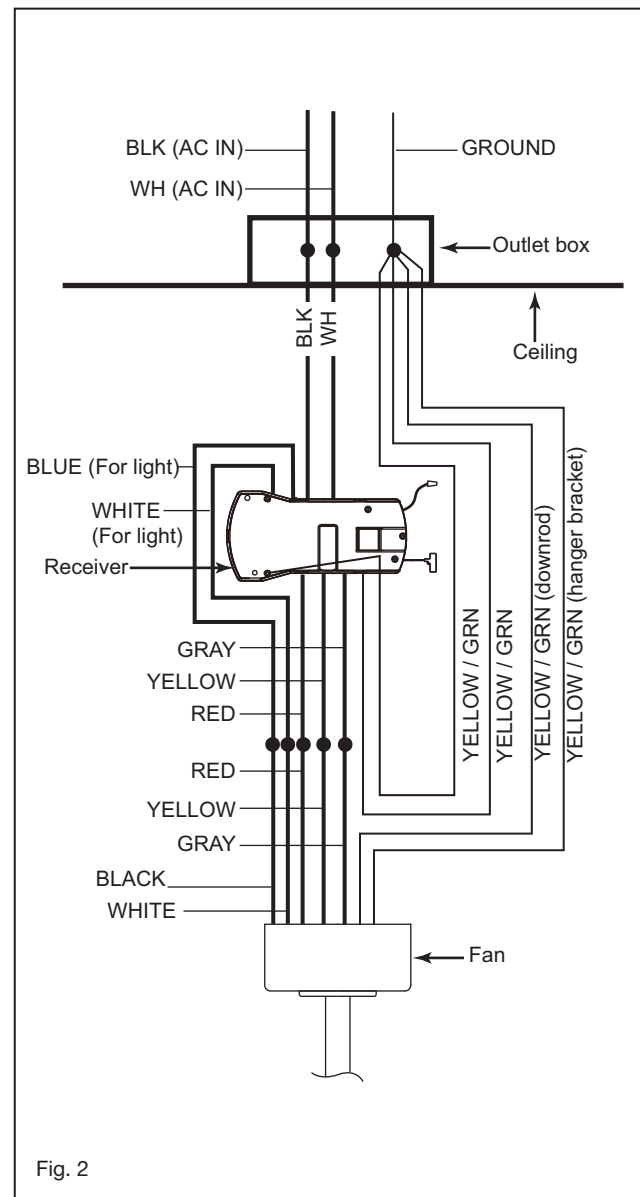 BLK (AC IN)
GROUND
WH (AC IN)
Outlet box
BLK
WH
Ceiling
BLUE (For light)
WHITE
(For light)
Receiver
YELLOW / GRN
YELLOW / GRN
YELLOW / GRN (downrod)
YELLOW / GRN (hanger bracket)
GRAY
YELLOW
RED
RED
YELLOW
GRAY
BLACK
WHITE
Fan
Fig. 2